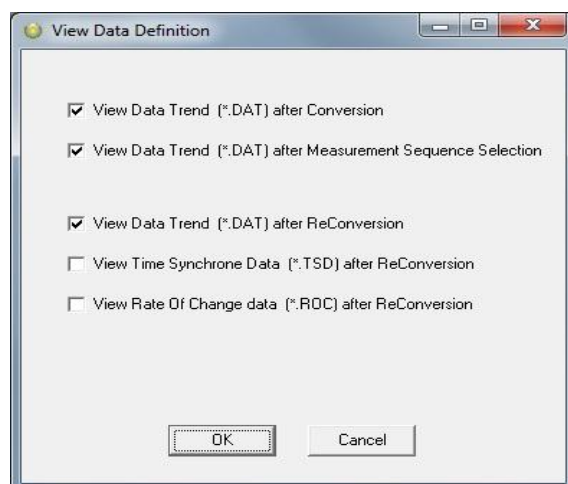 View Data Definition
View Data Trend (*.DAT) after Conversion
View Data Trend (*.DAT) after Measurement Sequence Selection
View Data Trend (*.DAT) after ReConversion
View Time Synchrone Data (*.TSD) after ReConversion
View Rate Of Change data (*.ROC) after ReConversion
OK
Cancel